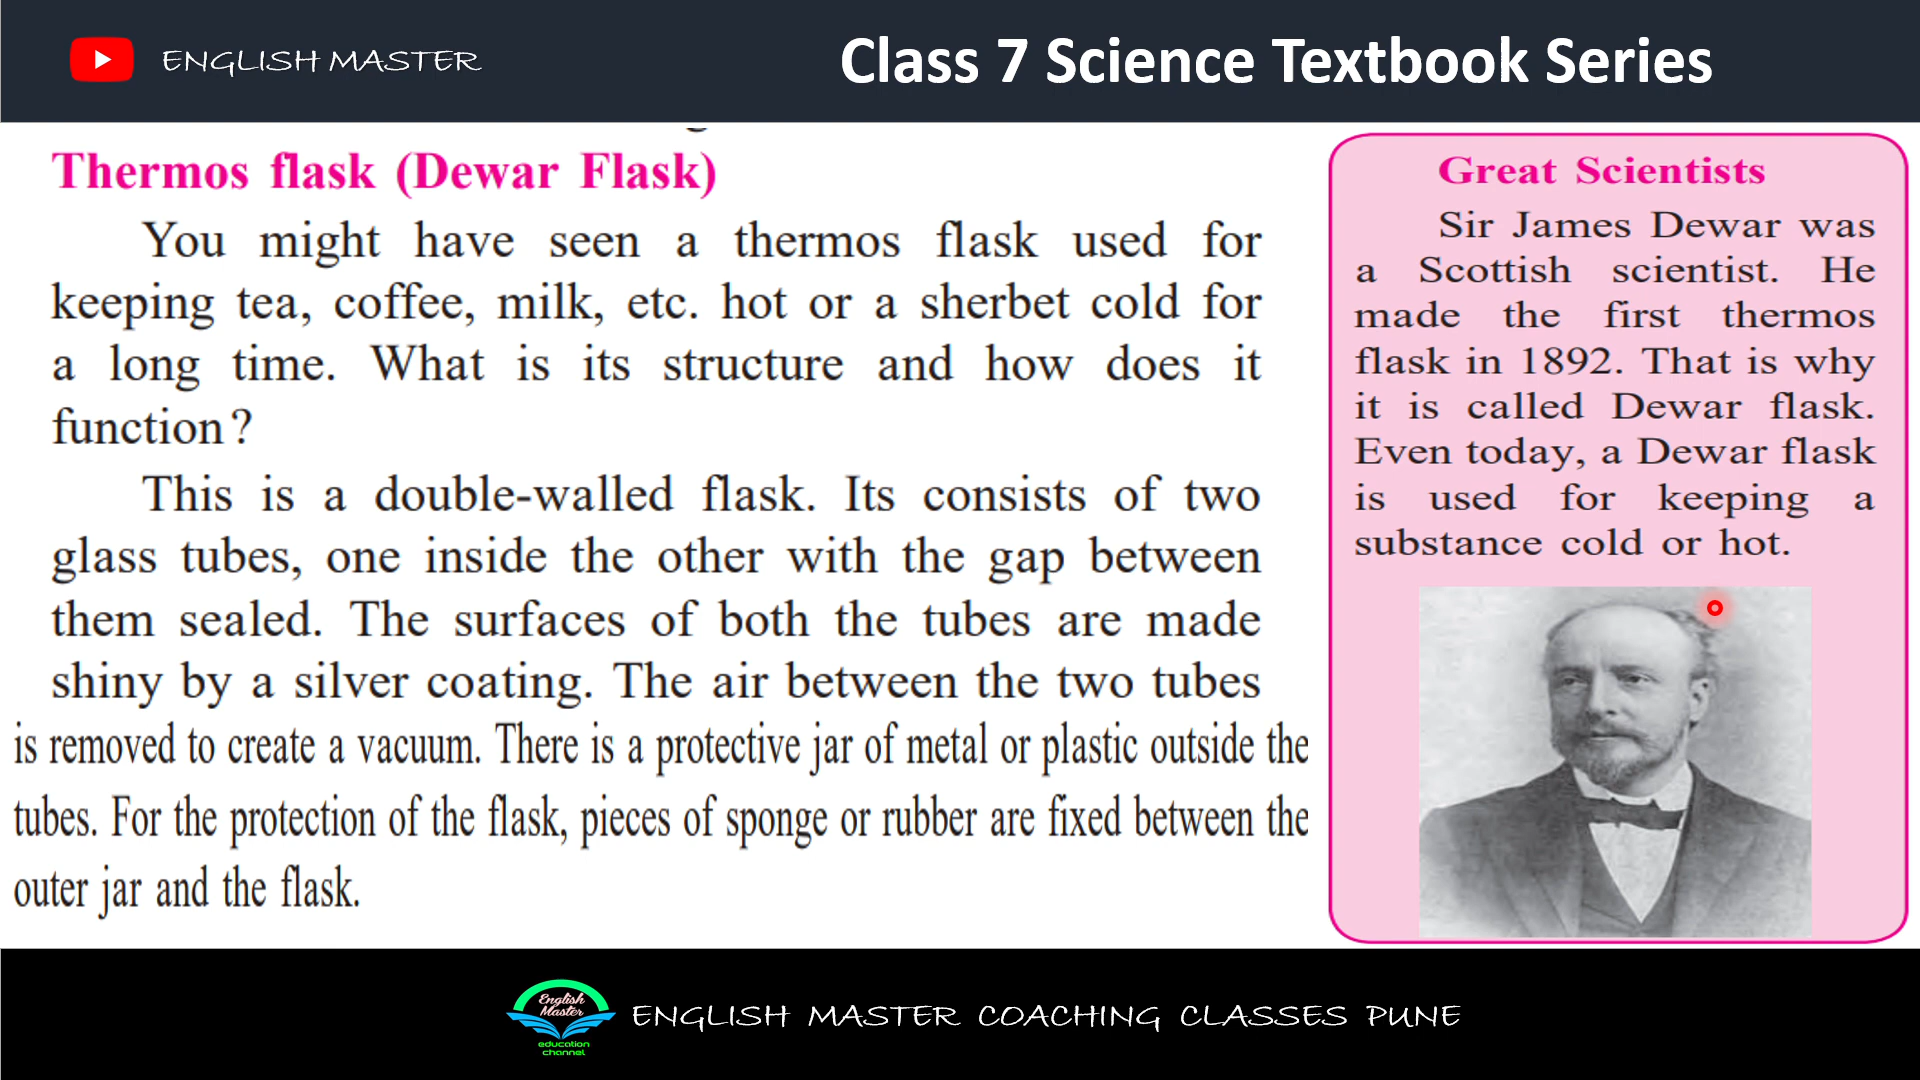 ENGLISH MASTER
Class 7 Science Textbook Series
Thermos flask (Dewar Flask)
You might have seen a thermos flask used for
keeping tea, coffee, milk, etc. hot or a sherbet cold for
a long time. What is its structure and how does it
function?
This is a double-walled flask. Its consists of two
glass tubes, one inside the other with the gap between
them sealed. The surfaces of both the tubes are made
shiny by a silver coating. The air between the two tubes
is removed to create a vacuum. There is a protective jar of metal or plastic outside the
tubes. For the protection of the flask, pieces of sponge or rubber are fixed between the
outer jar and the flask.
Great Scientists
Sir James Dewar was
a Scottish scientist. He
made the first thermos
flask in 1892. That is why
it is called Dewar flask.
Even today, a Dewar flask
is used for keeping a
substance cold or hot.
English
Master
education
channel
ENGLISH MASTER COACHING CLASSES PUNE